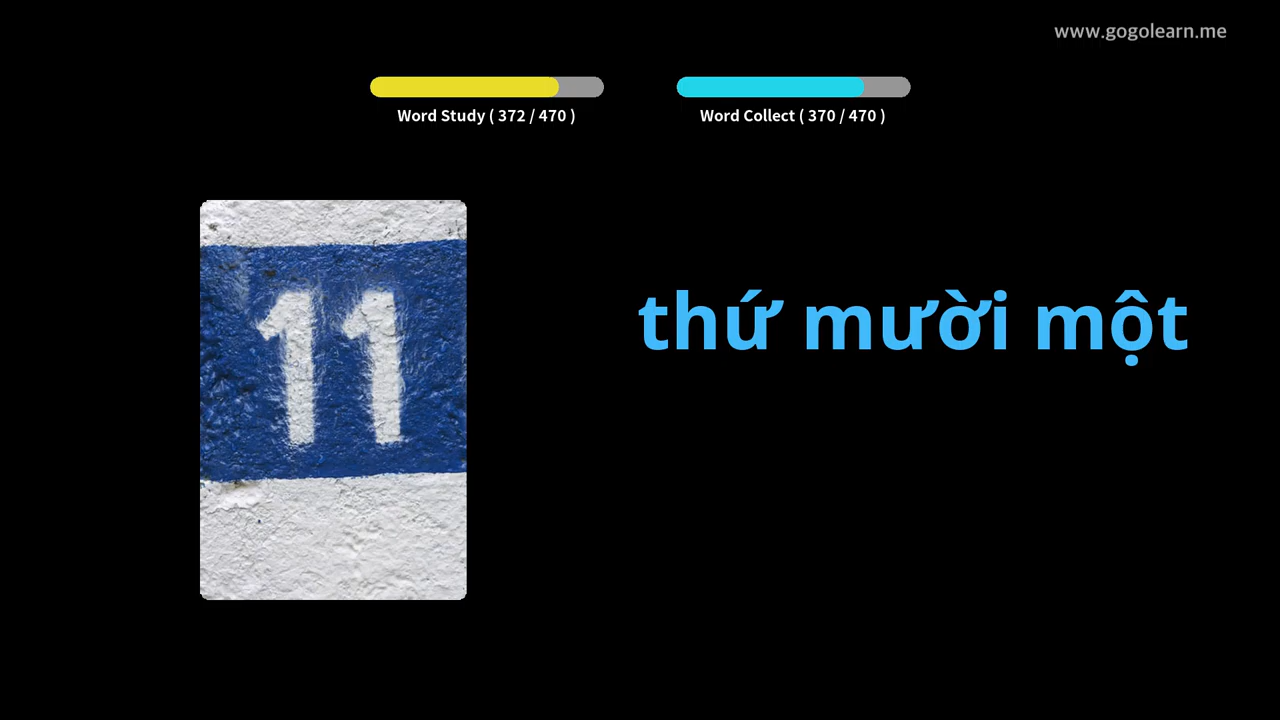 www.gogolearn.me
Word Study ( 372 / 470 )
Word Collect ( 370 / 470 )
11
thứ mười một